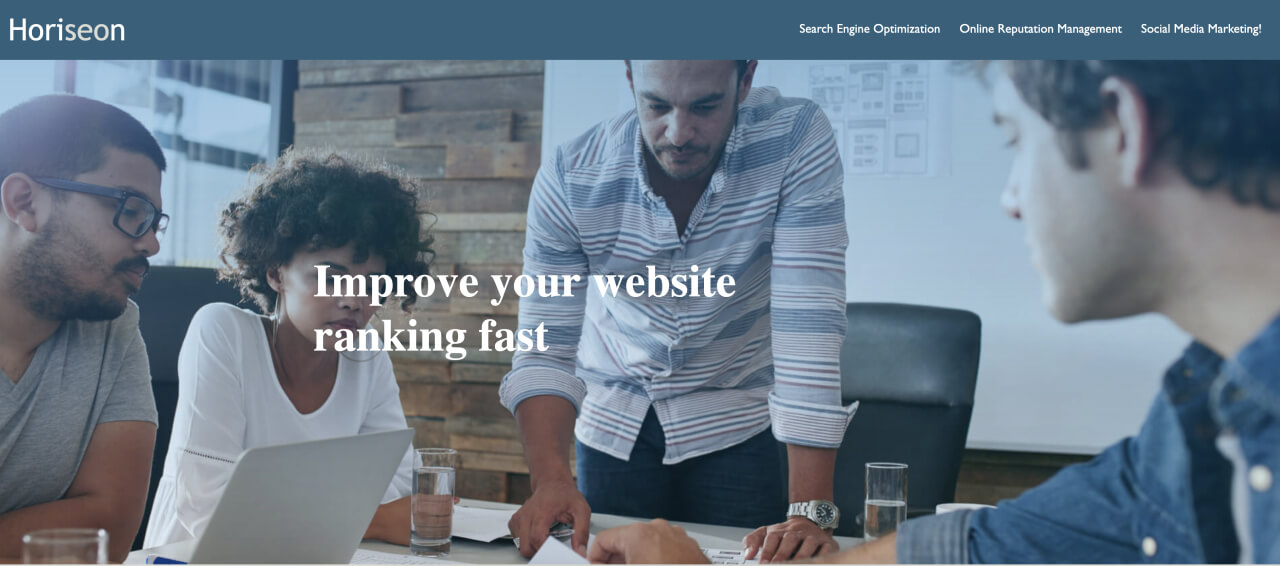 Horiseon
Search Engine Optimization Online Reputation Management Social Media Marketing!
Improve your website
ranking fast